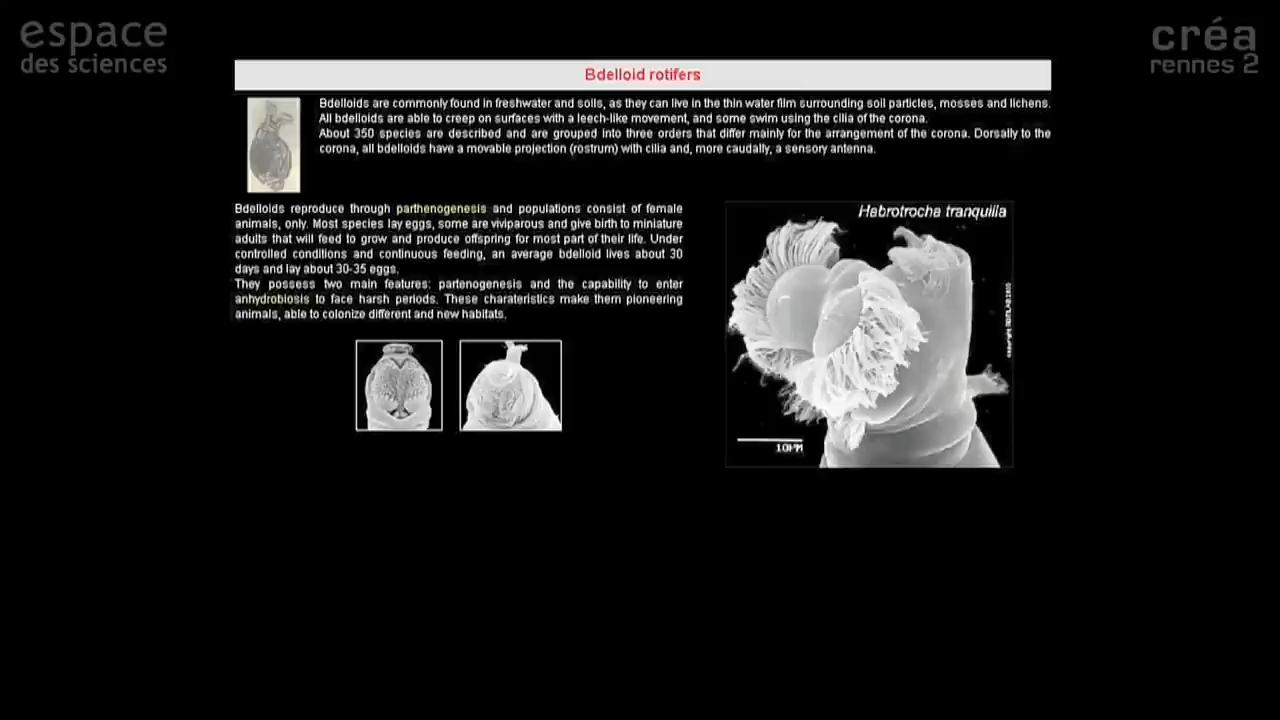 espace
des sciences
créa
rennes 2
Bdelloid rotifers
Bdelloids are commonly found in freshwater and soils, as they can live in the thin water film surrounding soil particles, mosses and lichens.
All bdelloids are able to creep on surfaces with a leech-like movement, and some swim using the cilia of the corona.
About 350 species are described and are grouped into three orders that differ mainly for the arrangement of the corona. Dorsally to the
corona, all bdelloids have a movable projection (rostrum) with cilia and, more caudally, a sensory antenna.
Bdelloids reproduce through parthenogenesis and populations consist of female
animals, only. Most species lay eggs, some are viviparous and give birth to miniature
adults that will feed to grow and produce offspring for most part of their life. Under
controlled conditions and continuous feeding, an average bdelloid lives about 30
days and lay about 30-35 eggs.
They possess two main features: partenogenesis and the capability to enter
anhydrobiosis to face harsh periods. These charateristics make them pioneering
animals, able to colonize different and new habitats.
Habrotrocha tranquilla
10µM